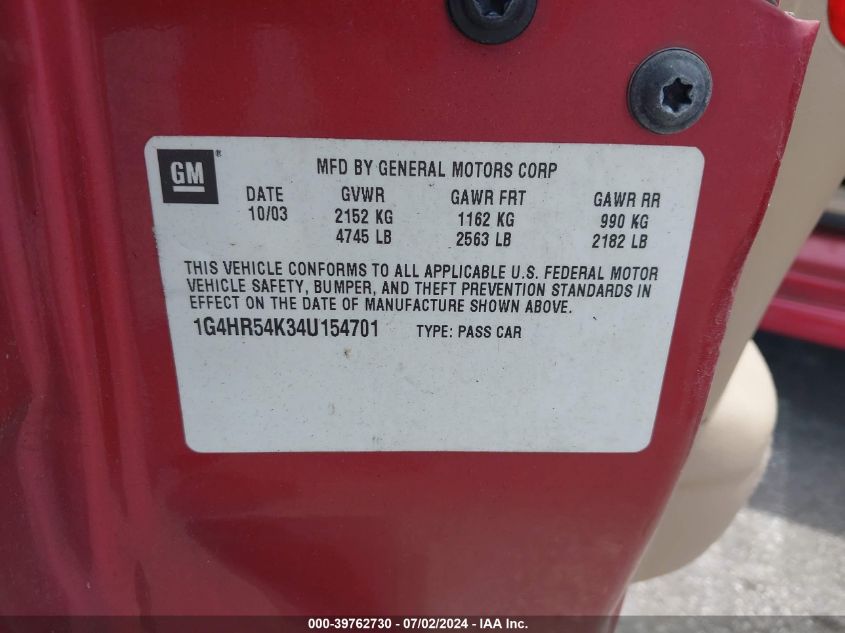 GM ®
MFD BY GENERAL MOTORS CORP
DATE GVWR GAWR FRT GAWR RR
10/03 2152 KG 1162 KG 990 KG
4745 LB 2563 LB 2182 LB
THIS VEHICLE CONFORMS TO ALL APPLICABLE U.S. FEDERAL MOTOR
VEHICLE SAFETY, BUMPER, AND THEFT PREVENTION STANDARDS IN
EFFECT ON THE DATE OF MANUFACTURE SHOWN ABOVE.
1G4HR54K34U154701 TYPE: PASS CAR
000-39762730 - 07/02/2024 - IAA Inc.